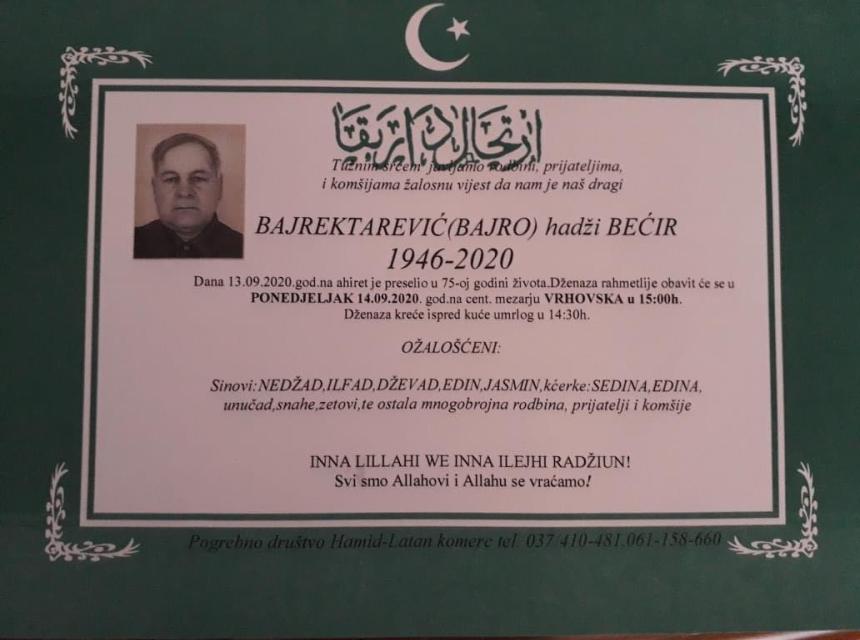 ارتحال دار بقا
Tužnim srcem javljamo rodbini, prijateljima,
i komšijama žalosnu vijest da nam je naš dragi
BAJREKTAREVIĆ(BAJRO) hadži BEĆIR
1946-2020
Dana 13.09.2020.god.na ahiret je preselio u 75-oj godini života.Dženaza rahmetlije obavit će se u
PONEDJELJAK 14.09.2020. god.na cent. mezarju VRHOVSKA u 15:00h.
Dženaza kreće ispred kuće umrlog u 14:30h.
OŽALOŠĆENI:
Sinovi:NEDŽAD,ILFAD,DŽEVAD,EDIN,JASMIN,kćerke:SEDINA,EDINA,
unučad,snahe,zetovi,te ostala mnogobrojna rodbina, prijatelji i komšije
INNA LILLAHI WE INNA ILEJHI RADŽIUN!
Svi smo Allahovi i Allahu se vraćamo!
Pogrebno društvo Hamid-Latan komerc tel. 037/410-481,061-158-660